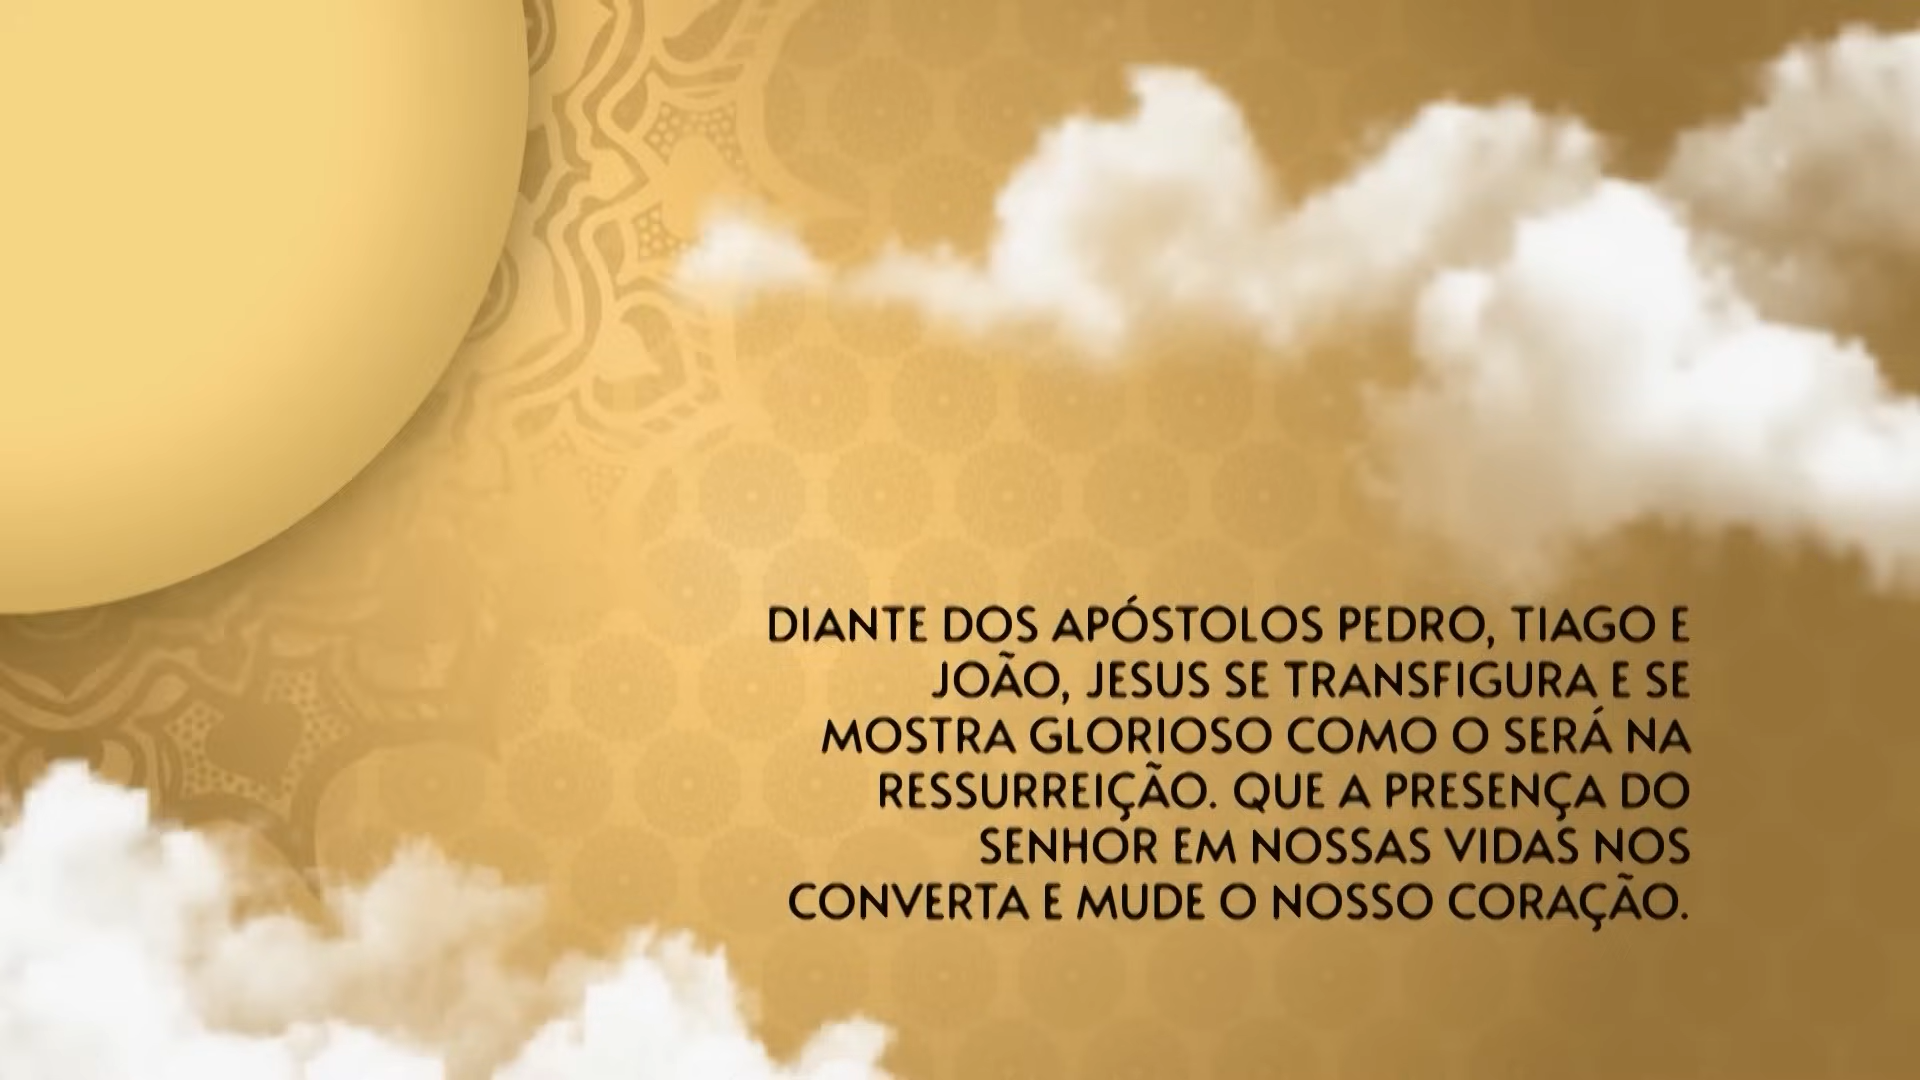 DIANTE DOS APÓSTOLOS PEDRO, TIAGO E
JOÃO, JESUS SE TRANSFIGURA E SE
MOSTRA GLORIOSO COMO O SERÁ NA
RESSURREIÇÃO. QUE A PRESENÇA DO
SENHOR EM NOSSAS VIDAS NOS
CONVERTA E MUDE O NOSSO CORAÇÃO.